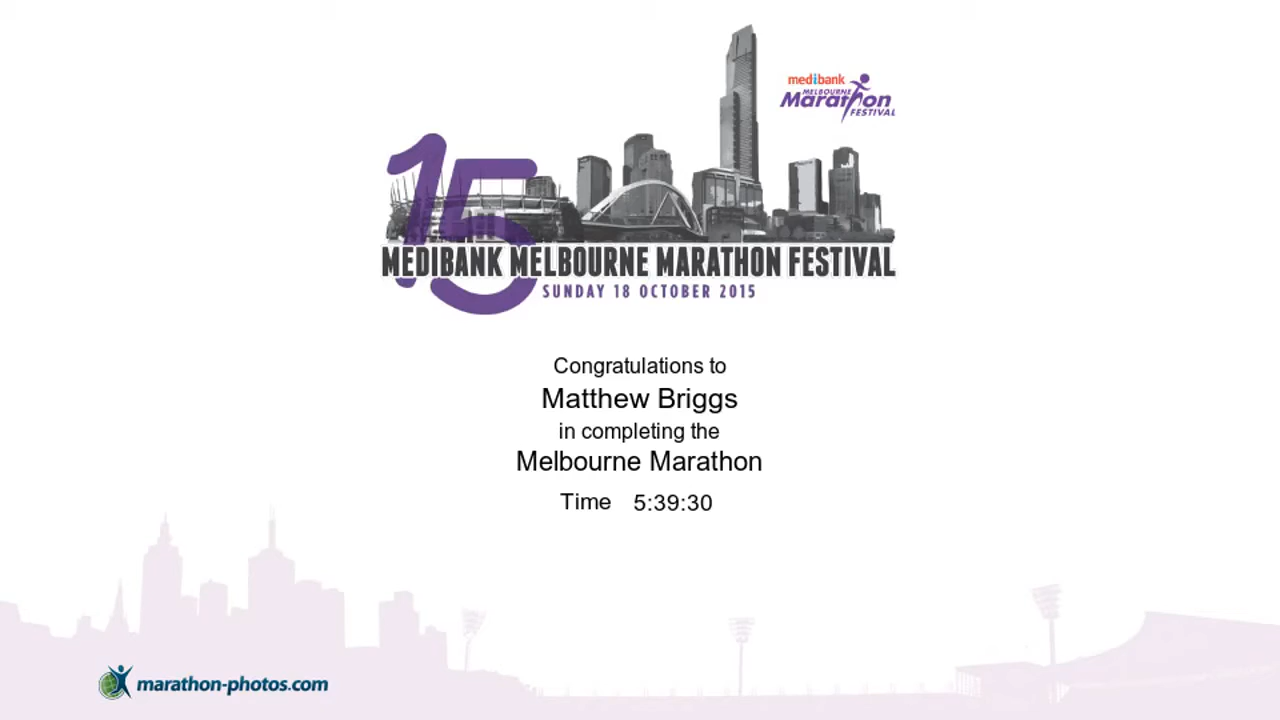 medibank
MELBOURNE
Marathon
FESTIVAL
15
MEDIBANK MELBOURNE MARATHON FESTIVAL
SUNDAY 18 OCTOBER 2015
Congratulations to
Matthew Briggs
in completing the
Melbourne Marathon
Time 5:39:30
marathon-photos.com